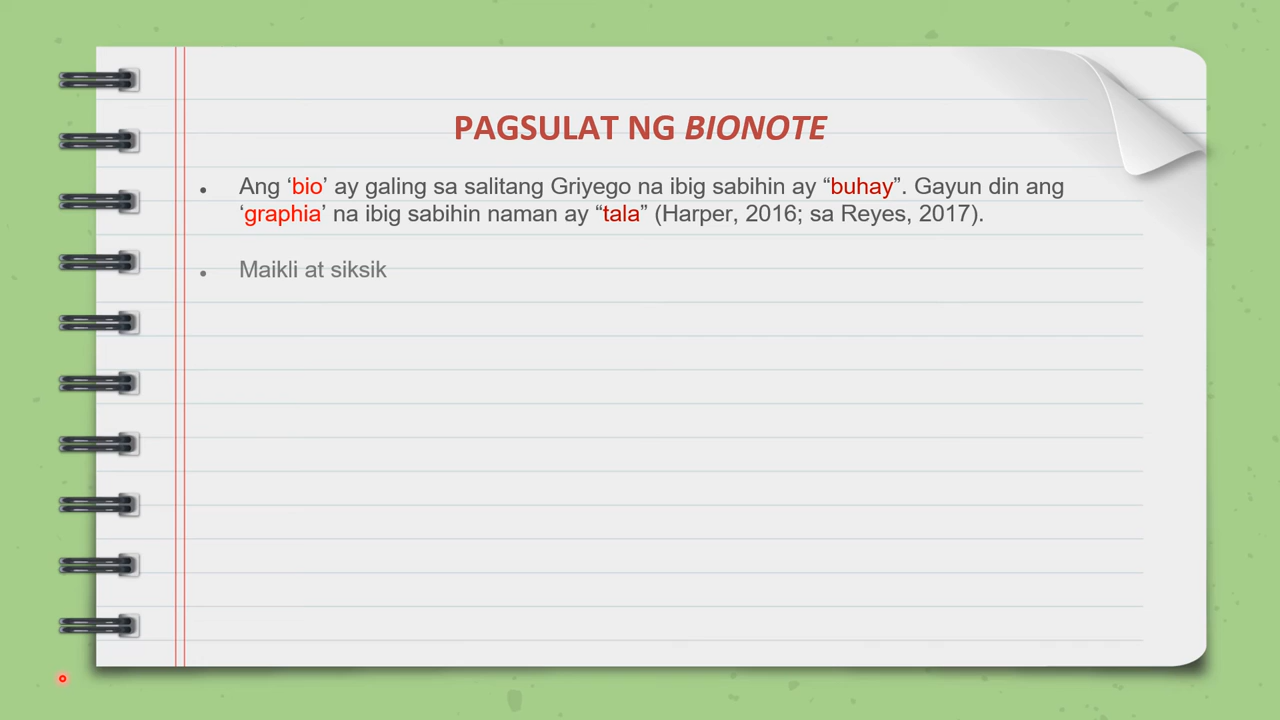 PAGSULAT NG BIONOTE
• Ang ‘bio’ ay galing sa salitang Griyego na ibig sabihin ay “buhay”. Gayun din ang
‘graphia’ na ibig sabihin naman ay “tala” (Harper, 2016; sa Reyes, 2017).
• Maikli at siksik